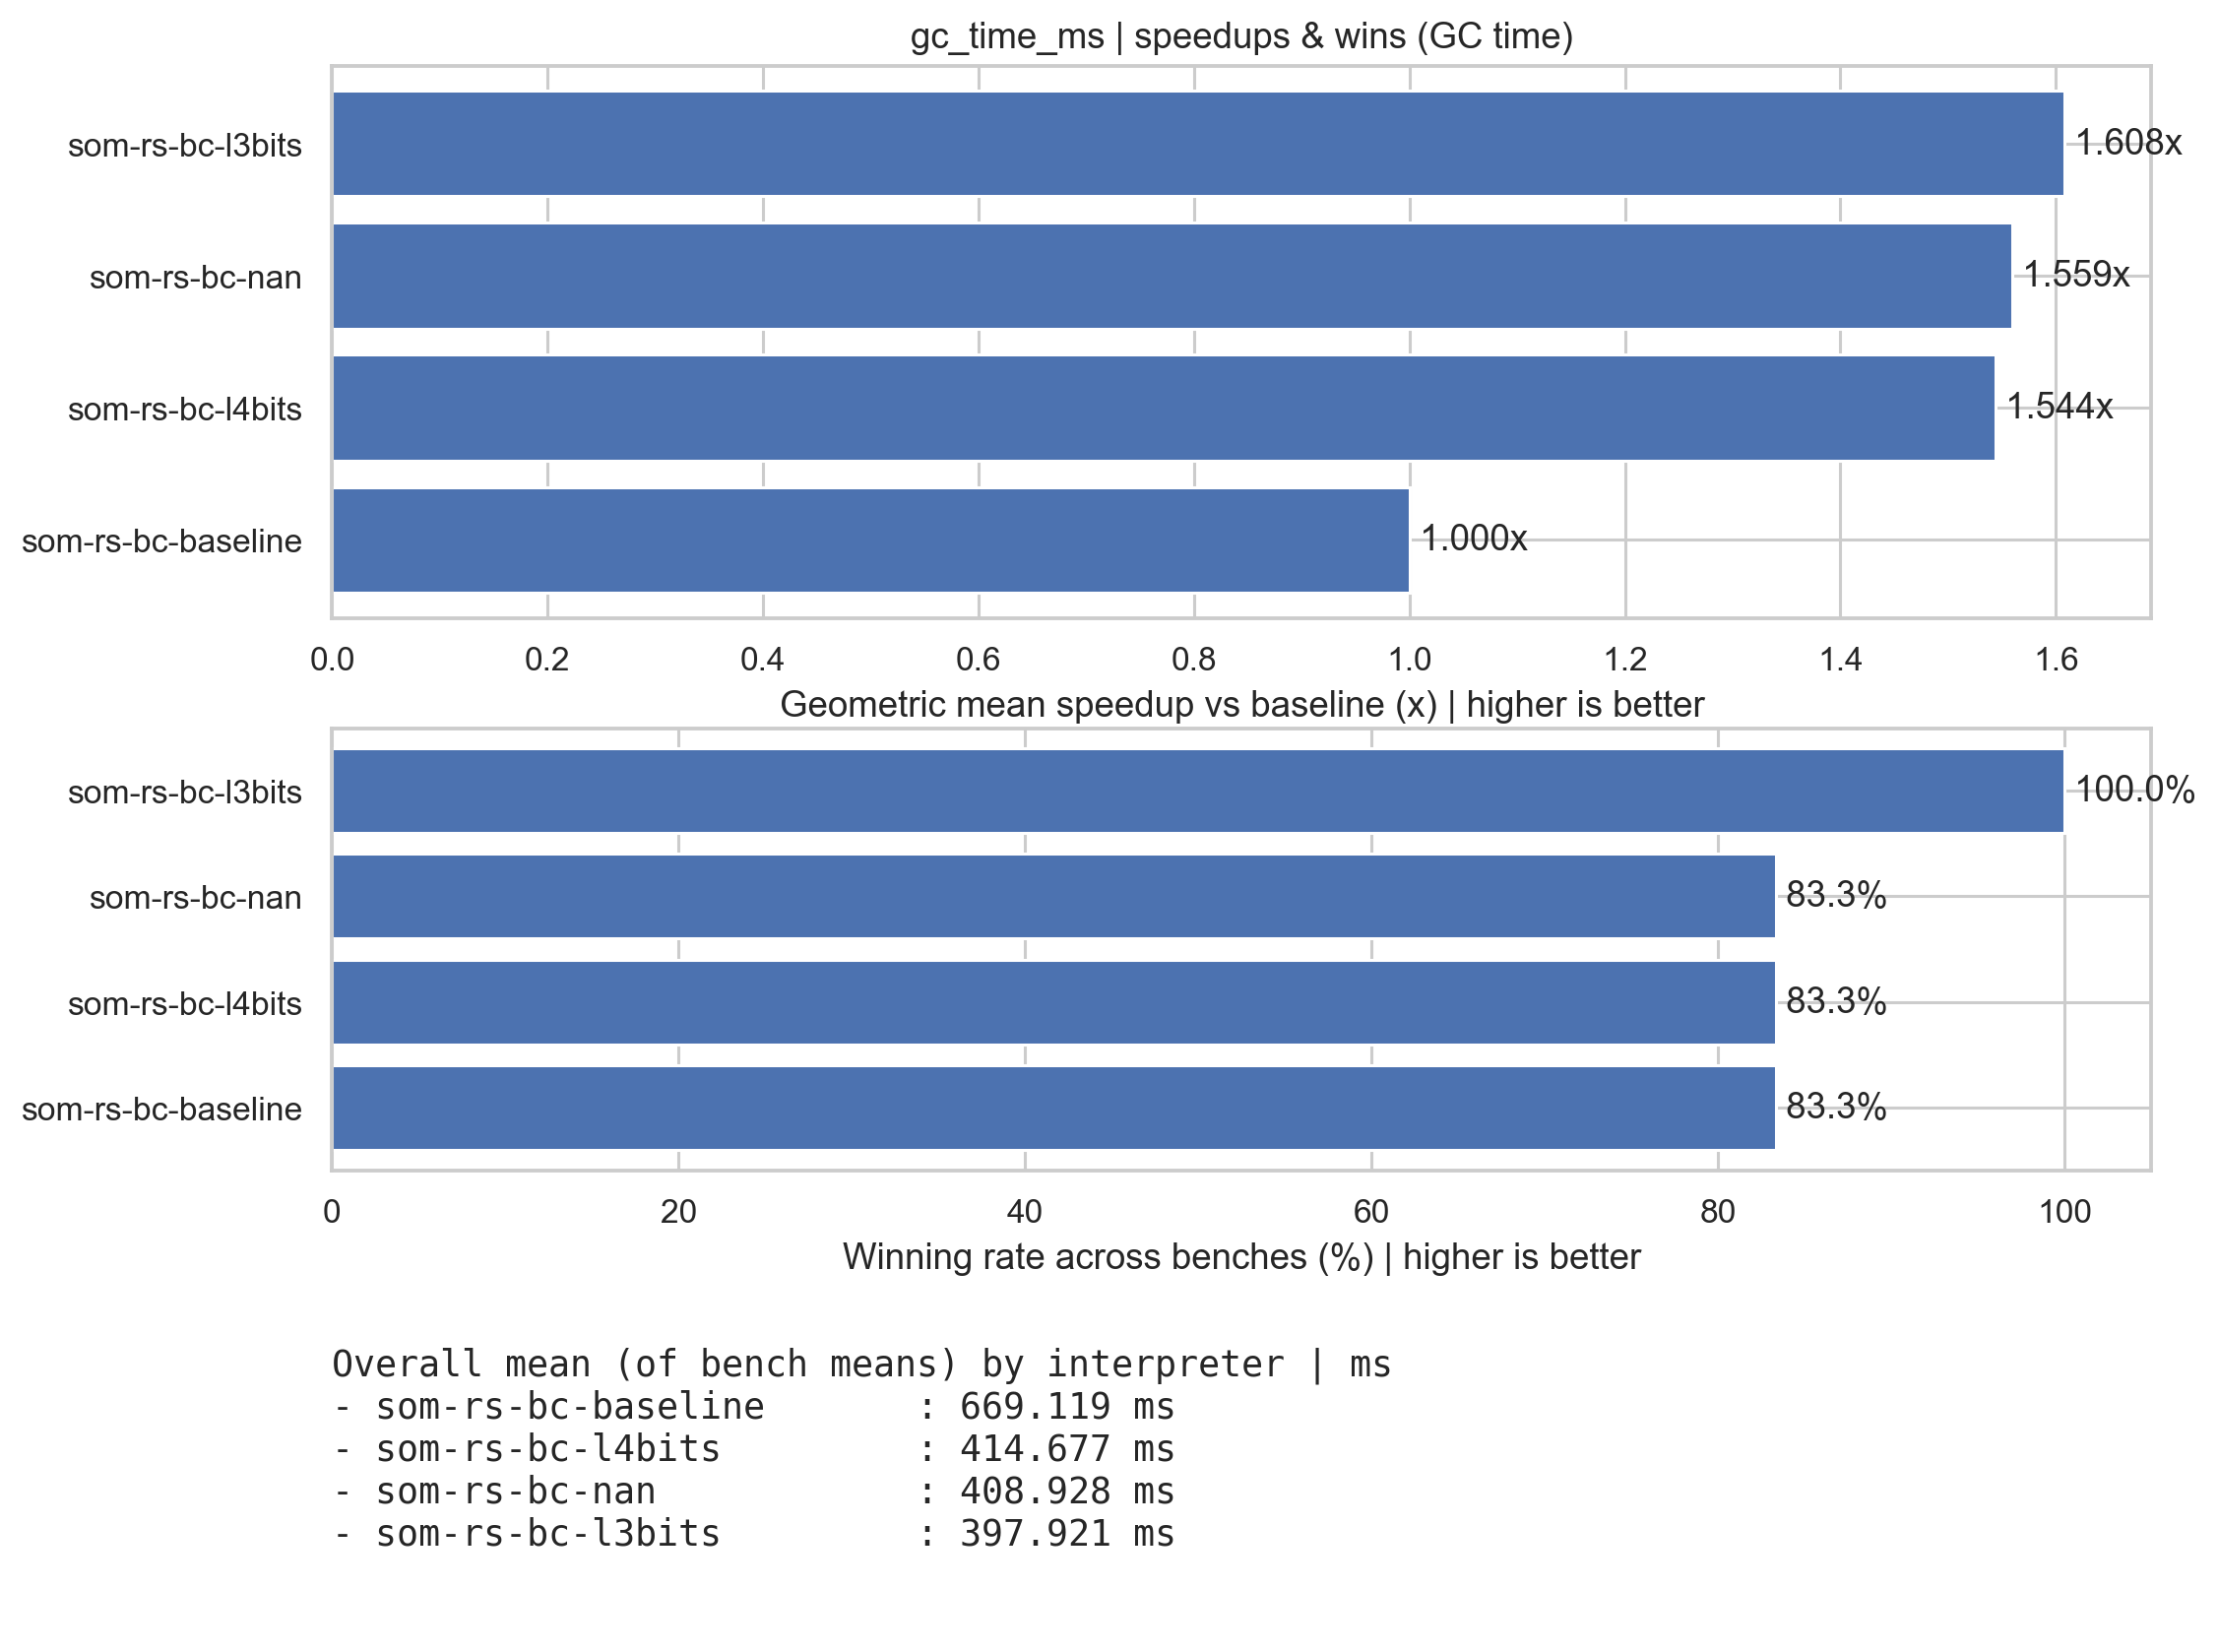 gc_time_ms | speedups & wins (GC time)
som-rs-bc-l3bits 1.608x
som-rs-bc-nan 1.559x
som-rs-bc-l4bits 1.544x
som-rs-bc-baseline 1.000x
0.0 0.2 0.4 0.6 0.8 1.0 1.2 1.4 1.6
Geometric mean speedup vs baseline (x) | higher is better
som-rs-bc-l3bits 100.0%
som-rs-bc-nan 83.3%
som-rs-bc-l4bits 83.3%
som-rs-bc-baseline 83.3%
0 20 40 60 80 100
Winning rate across benches (%) | higher is better
Overall mean (of bench means) by interpreter | ms
- som-rs-bc-baseline : 669.119 ms
- som-rs-bc-l4bits : 414.677 ms
- som-rs-bc-nan : 408.928 ms
- som-rs-bc-l3bits : 397.921 ms